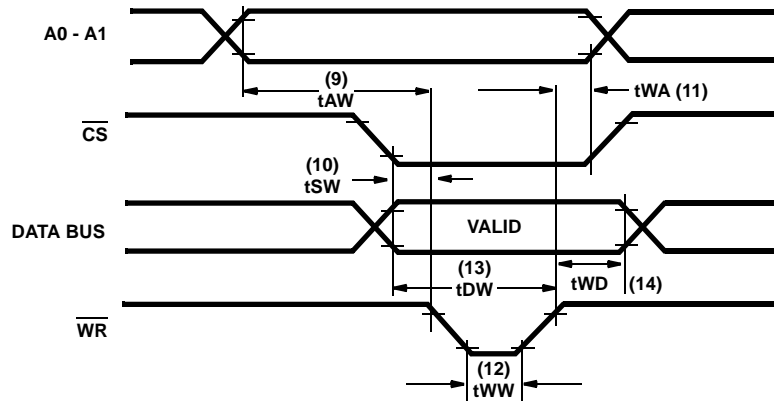 A0 - A1
(9)
tAW
tWA (11)
CS
(10)
tSW
DATA BUS
VALID
(13)
tDW
tWD (14)
WR
(12)
tWW